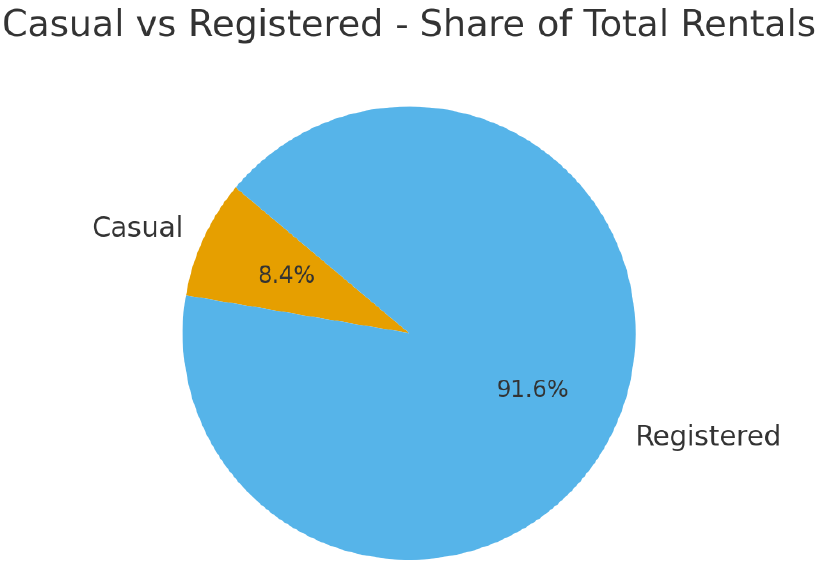 Casual vs Registered - Share of Total Rentals
Casual
8.4%
91.6%
Registered